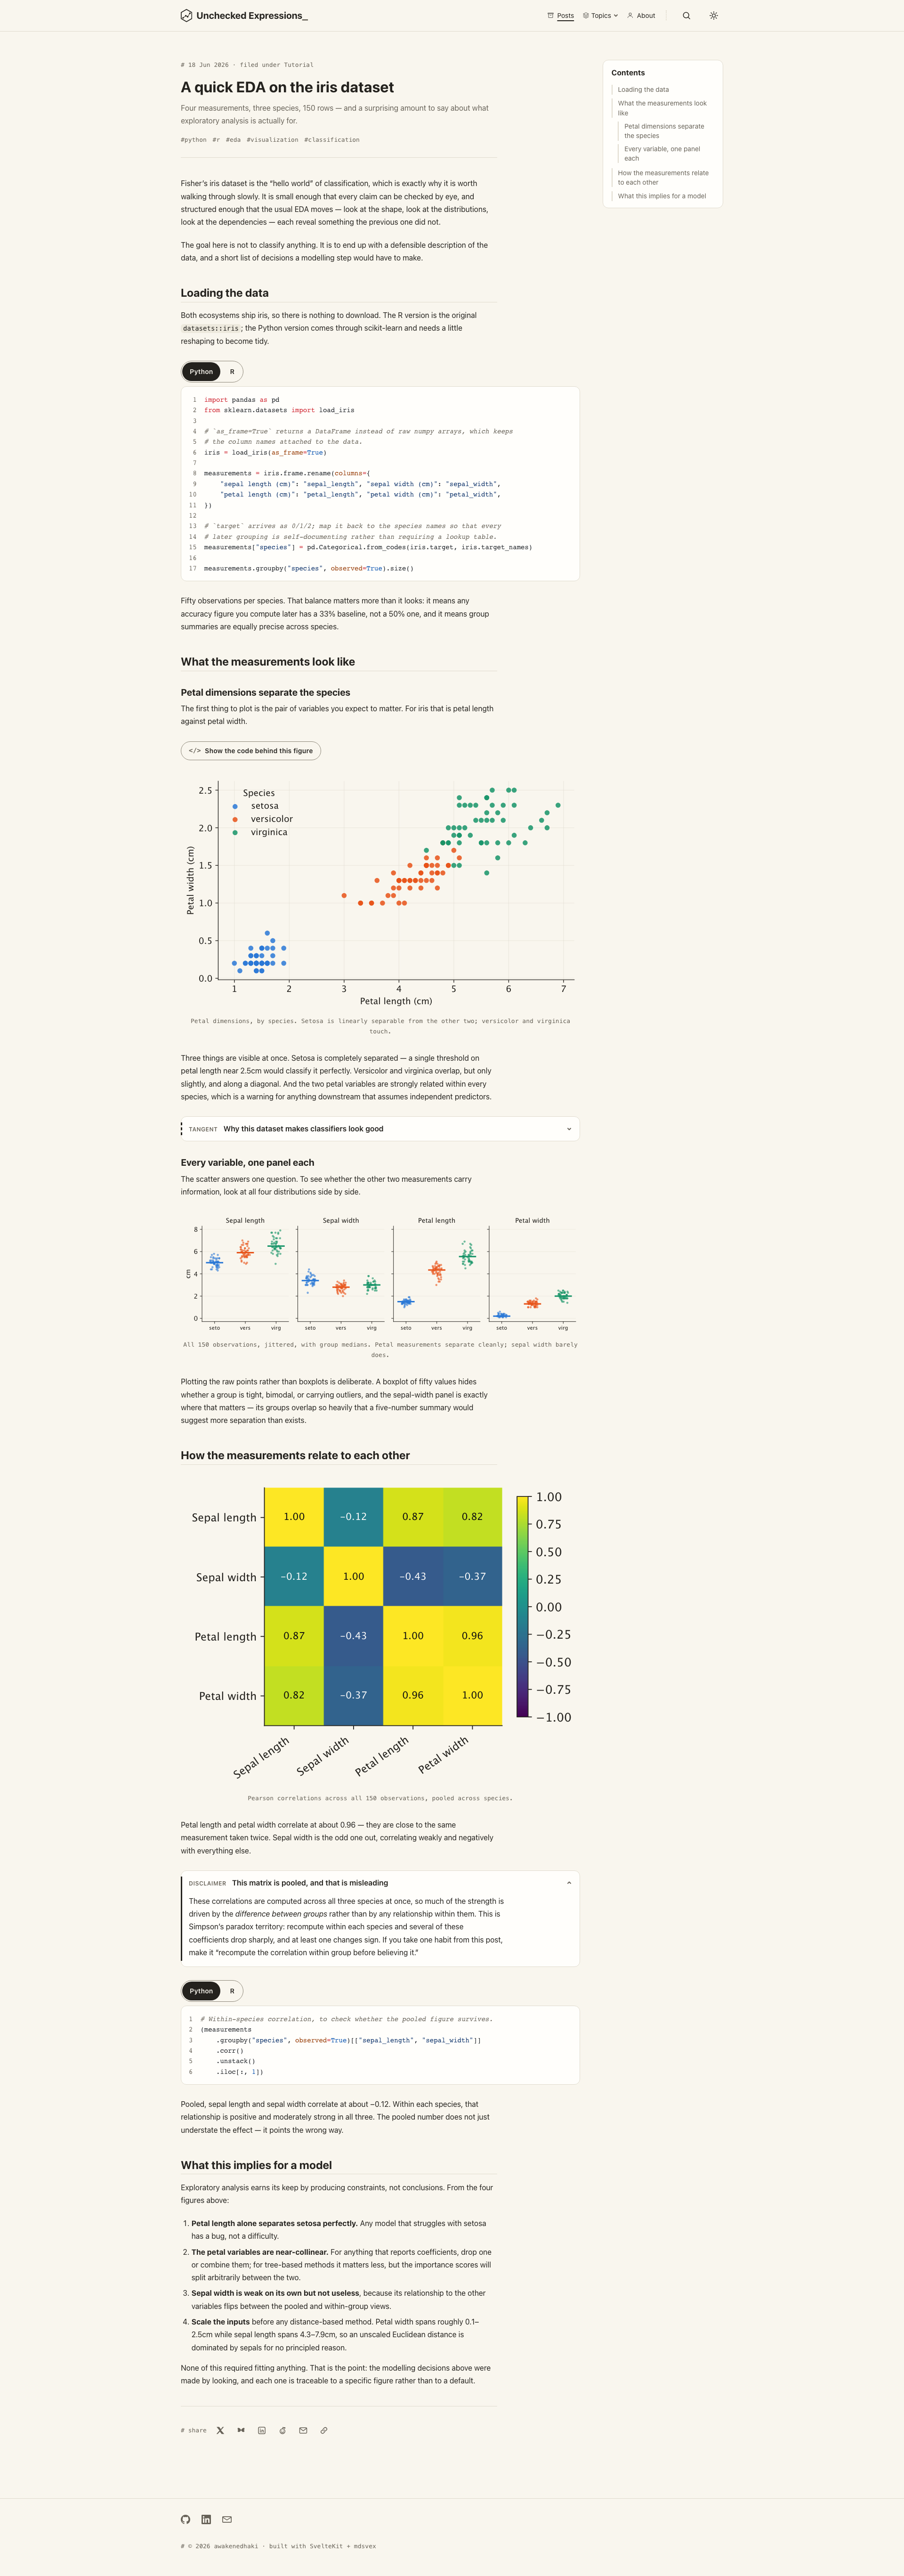 Unchecked Expressions_
Posts
Topics
About
# 18 Jun 2026 · filed under Tutorial
A quick EDA on the iris dataset
Four measurements, three species, 150 rows — and a surprising amount to say about what
exploratory analysis is actually for.
#python #r #eda #visualization #classification
Contents
Loading the data
What the measurements look
like
Petal dimensions separate
the species
Every variable, one panel
each
How the measurements relate
to each other
What this implies for a model
Fisher's iris dataset is the “hello world” of classification, which is exactly why it is worth
walking through slowly. It is small enough that every claim can be checked by eye, and
structured enough that the usual EDA moves — look at the shape, look at the distributions,
look at the dependencies — each reveal something the previous one did not.
The goal here is not to classify anything. It is to end up with a defensible description of the
data, and a short list of decisions a modelling step would have to make.
Loading the data
Both ecosystems ship iris, so there is nothing to download. The R version is the original
datasets::iris; the Python version comes through scikit-learn and needs a little
reshaping to become tidy.
Python R
1 import pandas as pd
2 from sklearn.datasets import load_iris
3
4 # `as_frame=True` returns a DataFrame instead of raw numpy arrays, which keeps
5 # the column names attached to the data.
6 iris = load_iris(as_frame=True)
7
8 measurements = iris.frame.rename(columns={
9     "sepal length (cm)": "sepal_length", "sepal width (cm)": "sepal_width",
10     "petal length (cm)": "petal_length", "petal width (cm)": "petal_width",
11 })
12
13 # `target` arrives as 0/1/2; map it back to the species names so that every
14 # later grouping is self-documenting rather than requiring a lookup table.
15 measurements["species"] = pd.Categorical.from_codes(iris.target, iris.target_names)
16
17 measurements.groupby("species", observed=True).size()
Fifty observations per species. That balance matters more than it looks: it means any
accuracy figure you compute later has a 33% baseline, not a 50% one, and it means group
summaries are equally precise across species.
What the measurements look like
Petal dimensions separate the species
The first thing to plot is the pair of variables you expect to matter. For iris that is petal length
against petal width.
</> Show the code behind this figure
Species
setosa
versicolor
virginica
Petal width (cm)
2.5
2.0
1.5
1.0
0.5
0.0
1 2 3 4 5 6 7
Petal length (cm)
Petal dimensions, by species. Setosa is linearly separable from the other two; versicolor and virginica
touch.
Three things are visible at once. Setosa is completely separated — a single threshold on
petal length near 2.5cm would classify it perfectly. Versicolor and virginica overlap, but only
slightly, and along a diagonal. And the two petal variables are strongly related within every
species, which is a warning for anything downstream that assumes independent predictors.
TANGENT Why this dataset makes classifiers look good
Every variable, one panel each
The scatter answers one question. To see whether the other two measurements carry
information, look at all four distributions side by side.
Sepal length Sepal width Petal length Petal width
cm
8
6
4
2
0
seto vers virg seto vers virg seto vers virg seto vers virg
All 150 observations, jittered, with group medians. Petal measurements separate cleanly; sepal width barely
does.
Plotting the raw points rather than boxplots is deliberate. A boxplot of fifty values hides
whether a group is tight, bimodal, or carrying outliers, and the sepal-width panel is exactly
where that matters — its groups overlap so heavily that a five-number summary would
suggest more separation than exists.
How the measurements relate to each other
Sepal length 1.00 −0.12 0.87 0.82
Sepal width −0.12 1.00 −0.43 −0.37
Petal length 0.87 −0.43 1.00 0.96
Petal width 0.82 −0.37 0.96 1.00
Sepal length Sepal width Petal length Petal width
1.00
0.75
0.50
0.25
0.00
−0.25
−0.50
−0.75
−1.00
Pearson correlations across all 150 observations, pooled across species.
Petal length and petal width correlate at about 0.96 — they are close to the same
measurement taken twice. Sepal width is the odd one out, correlating weakly and negatively
with everything else.
DISCLAIMER This matrix is pooled, and that is misleading
These correlations are computed across all three species at once, so much of the strength is
driven by the difference between groups rather than by any relationship within them. This is
Simpson's paradox territory: recompute within each species and several of these
coefficients drop sharply, and at least one changes sign. If you take one habit from this post,
make it “recompute the correlation within group before believing it.”
Python R
1 # Within-species correlation, to check whether the pooled figure survives.
2 (measurements
3     .groupby("species", observed=True)[["sepal_length", "sepal_width"]]
4     .corr()
5     .unstack()
6     .iloc[:, 1])
Pooled, sepal length and sepal width correlate at about −0.12. Within each species, that
relationship is positive and moderately strong in all three. The pooled number does not just
understate the effect — it points the wrong way.
What this implies for a model
Exploratory analysis earns its keep by producing constraints, not conclusions. From the four
figures above:
1. Petal length alone separates setosa perfectly. Any model that struggles with setosa
has a bug, not a difficulty.
2. The petal variables are near-collinear. For anything that reports coefficients, drop one
or combine them; for tree-based methods it matters less, but the importance scores will
split arbitrarily between the two.
3. Sepal width is weak on its own but not useless, because its relationship to the other
variables flips between the pooled and within-group views.
4. Scale the inputs before any distance-based method. Petal width spans roughly 0.1–
2.5cm while sepal length spans 4.3–7.9cm, so an unscaled Euclidean distance is
dominated by sepals for no principled reason.
None of this required fitting anything. That is the point: the modelling decisions above were
made by looking, and each one is traceable to a specific figure rather than to a default.
# share
# © 2026 awakenedhaki · built with SvelteKit + mdsvex